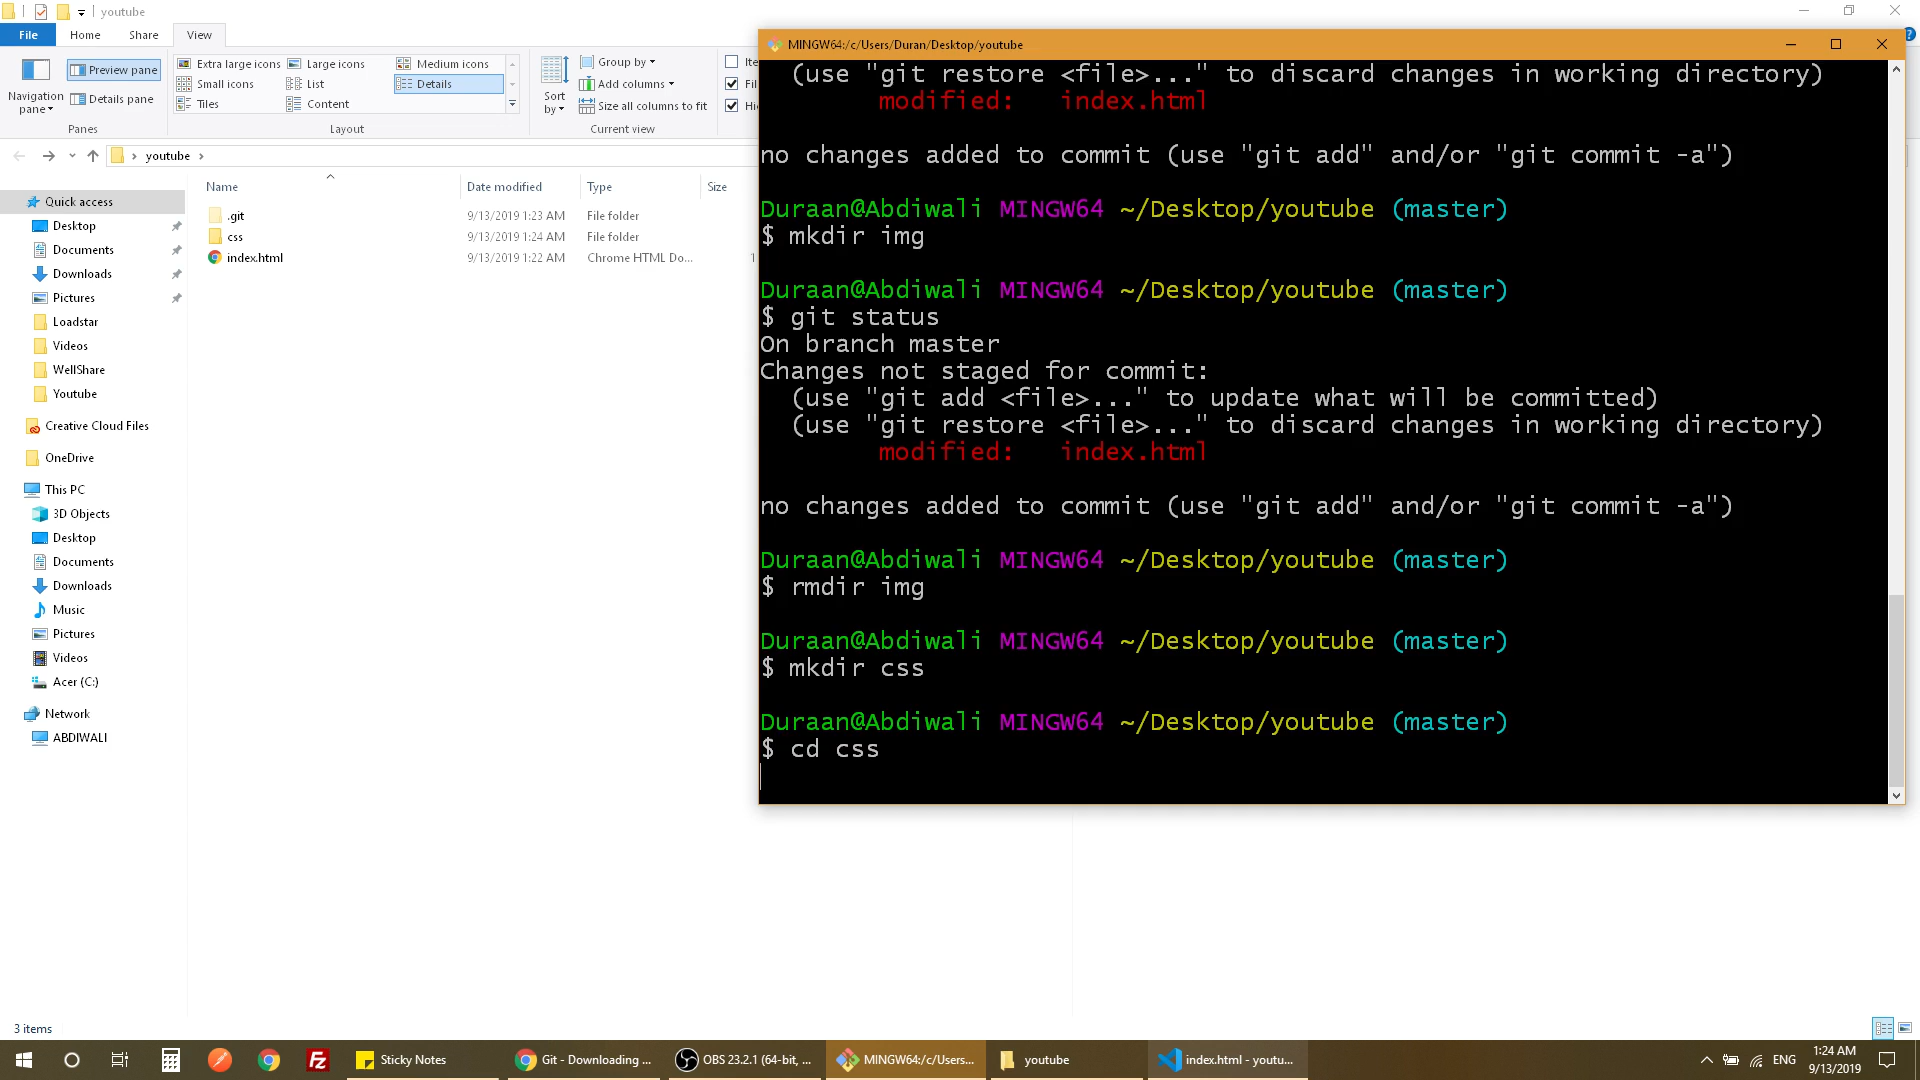 youtube
File
Home
Share
View
Navigation
pane
Preview pane
Details pane
Panes
Extra large icons
Large icons
Medium icons
Small icons
List
Details
Tiles
Content
Layout
Sort
by
Group by
Add columns
Size all columns to fit
Current view
youtube
Name
Date modified
Type
Size
.git
9/13/2019 1:23 AM
File folder
css
9/13/2019 1:24 AM
File folder
index.html
9/13/2019 1:22 AM
Chrome HTML Do...
Quick access
Desktop
Documents
Downloads
Pictures
Loadstar
Videos
WellShare
Youtube
Creative Cloud Files
OneDrive
This PC
3D Objects
Desktop
Documents
Downloads
Music
Pictures
Videos
Acer (C:)
Network
ABDIWALI
3 items
MINGW64:/c/Users/Duran/Desktop/youtube
(use "git restore <file>..." to discard changes in working directory)
modified:   index.html
no changes added to commit (use "git add" and/or "git commit -a")
Duraan@Abdiwali MINGW64 ~/Desktop/youtube (master)
$ mkdir img
Duraan@Abdiwali MINGW64 ~/Desktop/youtube (master)
$ git status
On branch master
Changes not staged for commit:
(use "git add <file>..." to update what will be committed)
(use "git restore <file>..." to discard changes in working directory)
modified:   index.html
no changes added to commit (use "git add" and/or "git commit -a")
Duraan@Abdiwali MINGW64 ~/Desktop/youtube (master)
$ rmdir img
Duraan@Abdiwali MINGW64 ~/Desktop/youtube (master)
$ mkdir css
Duraan@Abdiwali MINGW64 ~/Desktop/youtube (master)
$ cd css
Sticky Notes
Git - Downloading ...
OBS 23.2.1 (64-bit, ...
MINGW64:/c/Users...
youtube
index.html - youtu...
ENG
1:24 AM
9/13/2019